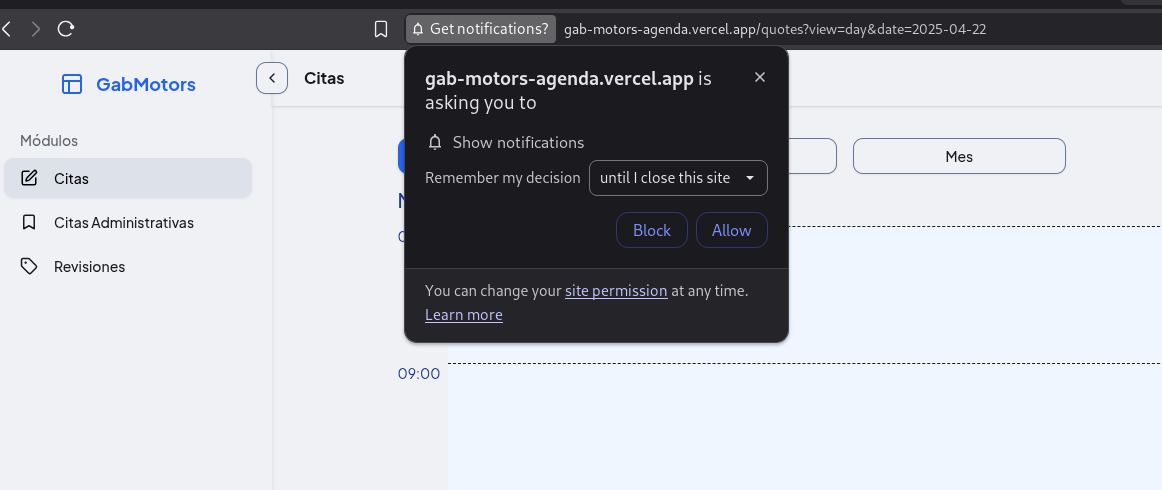 Get notifications?
gab-motors-agenda.vercel.app/quotes?view=day&date=2025-04-22
GabMotors
Citas
gab-motors-agenda.vercel.app is
asking you to
Show notifications
Remember my decision
until I close this site
Block
Allow
You can change your site permission at any time.
Learn more
Mes
Módulos
Citas
Citas Administrativas
Revisiones
09:00